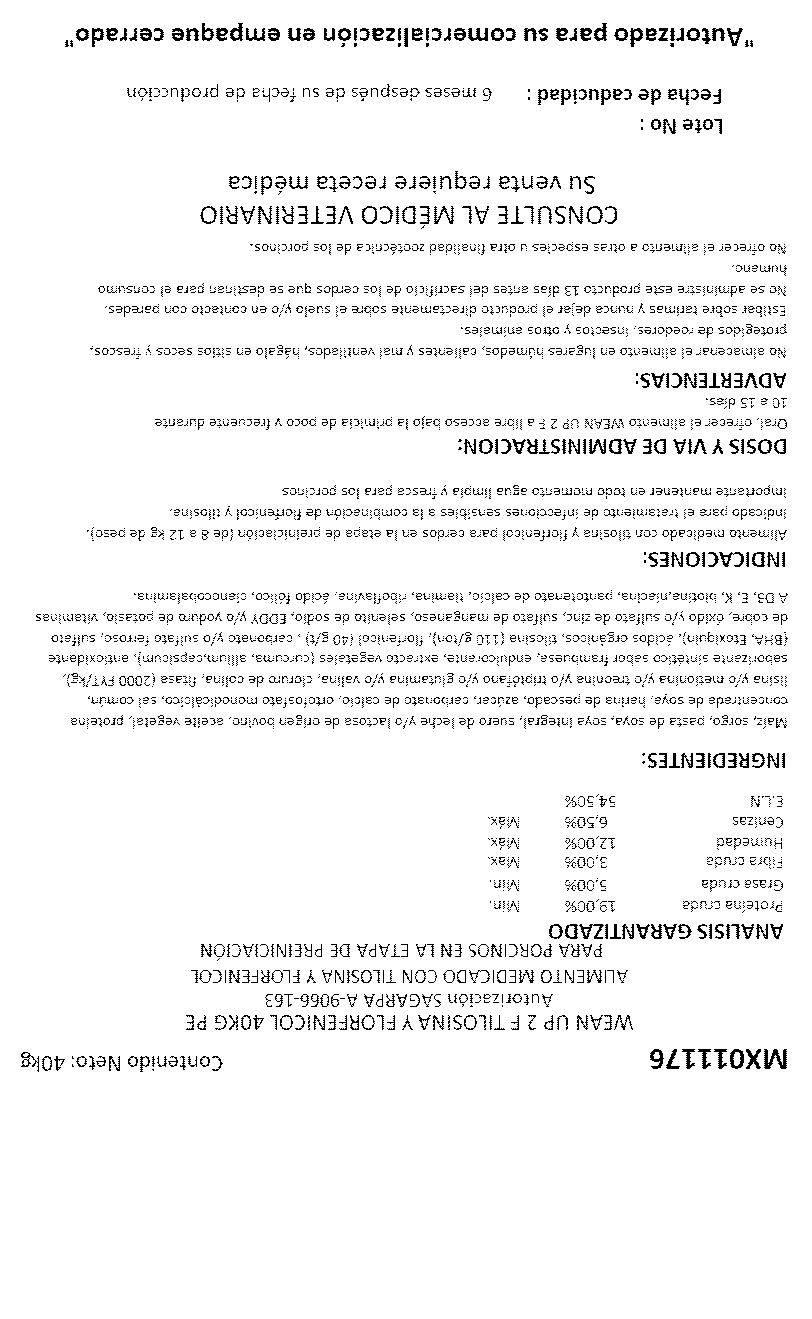 MX011176 Contenido Neto: 40kg
WEAN UP 2 F TILOSINA Y FLORFENICOL 40KG PE
Autorización SAGARPA A-9066-163
ALIMENTO MEDICADO CON TILOSINA Y FLORFENICOL
PARA PORCINOS EN LA ETAPA DE PREINICIACIÓN
ANALISIS GARANTIZADO
Proteína cruda 19,00% Min.
Grasa cruda 5,00% Min.
Fibra cruda 3,00% Max.
Humedad 12,00% Máx.
Cenizas 6,50% Máx.
E.L.N 54,50%
INGREDIENTES:
Maíz, sorgo, pasta de soya, soya integral, suero de leche y/o lactosa de origen bovino, aceite vegetal, proteína
concentrada de soya, harina de pescado, azúcar, carbonato de calcio, ortofosfato monodicálcico, sal común,
lisina y/o metionina y/o treonina y/o triptófano y/o glutamina y/o valina, cloruro de colina, fitasa (2000 FYT/kg),
saborizante sintético sabor frambuesa, endulcorante, extracto vegetales (curcuma, allium,capsicum), antioxidante
(BHA, Etoxiquin), ácidos orgánicos, tilosina (110 g/ton), florfenicol (40 g/t) , carbonato y/o sulfato ferroso, sulfato
de cobre, óxido y/o sulfato de zinc, sulfato de manganeso, selenito de sodio, EDDY y/o yoduro de potasio, vitaminas
A D3, E, K, biotina,niacina, pantotenato de calcio, tiamina, riboflavina, ácido fólico, cianocobalamina.
INDICACIONES:
Alimento medicado con tilosina y florfenicol para cerdos en la etapa de preiniciación (de 8 a 12 kg de peso),
indicado para el tratamiento de infecciones sensibles a la combinación de florfenicol y tilosina.
Importante mantener en todo momento agua limpia y fresca para los porcinos
DOSIS Y VIA DE ADMINISTRACION:
Oral, ofrecer el alimento WEAN UP 2 F a libre acceso bajo la primicia de poco y frecuente durante
10 a 15 días.
ADVERTENCIAS:
No almacenar el alimento en lugares húmedos, calientes y mal ventilados, hágalo en sitios secos y frescos,
protegidos de roedores, insectos y otros animales.
Estibar sobre tarimas y nunca dejar el producto directamente sobre el suelo y/o en contacto con paredes.
No se administre este producto 13 días antes del sacrificio de los cerdos que se destinan para el consumo
humano.
No ofrecer el alimento a otras especies u otra finalidad zootécnica de los porcinos.
CONSULTE AL MÉDICO VETERINARIO
Su venta requiere receta médica
Lote No :
Fecha de caducidad : 6 meses después de su fecha de producción
"Autorizado para su comercialización en empaque cerrado"